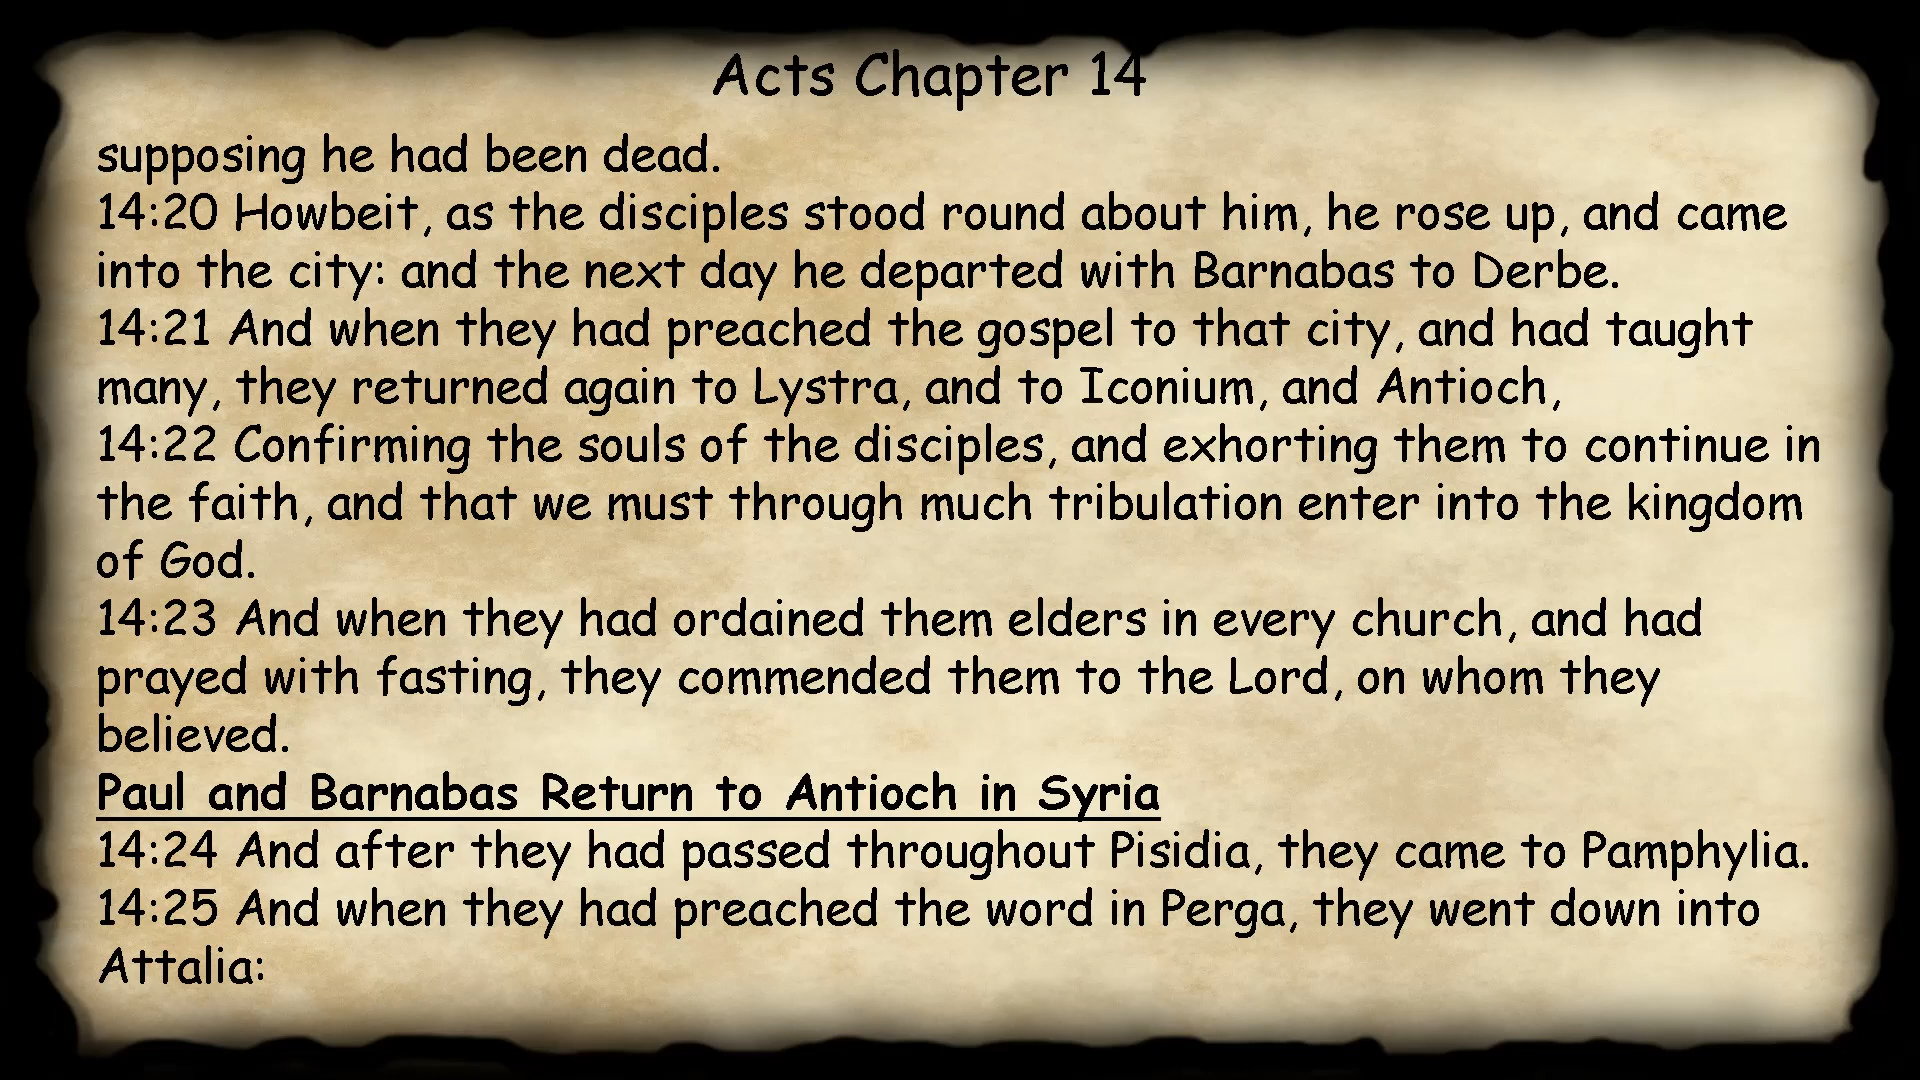 Acts Chapter 14
supposing he had been dead.
14:20 Howbeit, as the disciples stood round about him, he rose up, and came
into the city: and the next day he departed with Barnabas to Derbe.
14:21 And when they had preached the gospel to that city, and had taught
many, they returned again to Lystra, and to Iconium, and Antioch,
14:22 Confirming the souls of the disciples, and exhorting them to continue in
the faith, and that we must through much tribulation enter into the kingdom
of God.
14:23 And when they had ordained them elders in every church, and had
prayed with fasting, they commended them to the Lord, on whom they
believed.
Paul and Barnabas Return to Antioch in Syria
14:24 And after they had passed throughout Pisidia, they came to Pamphylia.
14:25 And when they had preached the word in Perga, they went down into
Attalia: